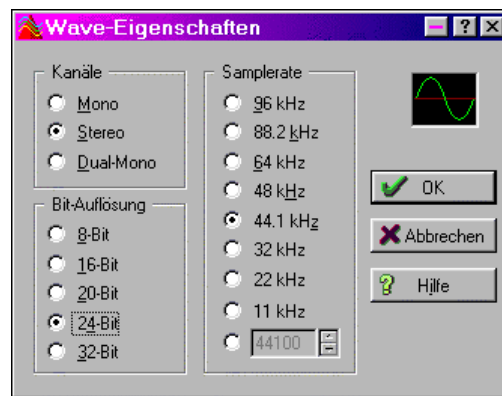 Wave-Eigenschaften
Kanäle
Mono
Stereo
Dual-Mono
Bit-Auflösung
8-Bit
16-Bit
20-Bit
24-Bit
32-Bit
Samplerate
96 kHz
88.2 kHz
64 kHz
48 kHz
44.1 kHz
32 kHz
22 kHz
11 kHz
44100
OK
Abbrechen
Hilfe